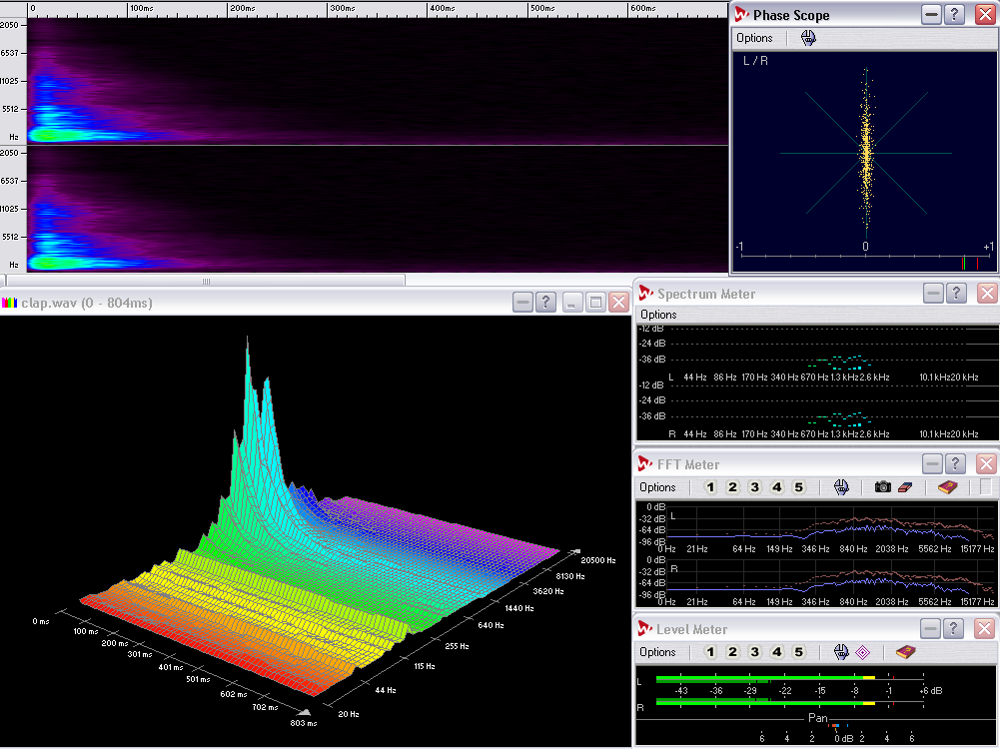 0 100ms 200ms 300ms 400ms 500ms 600ms
2050
6537
11025
5512
Hz
2050
6537
11025
5512
Hz
Phase Scope
Options
L / R
-1 0 +1
clap.wav (0 - 804ms)
0 ms
100 ms
200 ms
301 ms
401 ms
501 ms
602 ms
702 ms
803 ms
20 Hz
44 Hz
115 Hz
255 Hz
640 Hz
1440 Hz
3620 Hz
8130 Hz
20500 Hz
Spectrum Meter
Options
-12 dB
-24 dB
-36 dB
L 44 Hz 86 Hz 170 Hz 340 Hz 670 Hz 1.3 kHz 2.6 kHz 10.1 kHz 20 kHz
-12 dB
-24 dB
-36 dB
R 44 Hz 86 Hz 170 Hz 340 Hz 670 Hz 1.3 kHz 2.6 kHz 10.1 kHz 20 kHz
FFT Meter
Options 1 2 3 4 5
0 dB
-32 dB L
-64 dB
-96 dB
0 Hz 21Hz 64 Hz 149 Hz 346 Hz 840 Hz 2038 Hz 5562 Hz 15177 Hz
0 dB
-32 dB R
-64 dB
-96 dB
0 Hz 21Hz 64 Hz 149 Hz 346 Hz 840 Hz 2038 Hz 5562 Hz 15177 Hz
Level Meter
Options 1 2 3 4 5
L
-43 -36 -29 -22 -15 -8 -1 +6 dB
R
Pan
6 4 2 0 dB 2 4 6